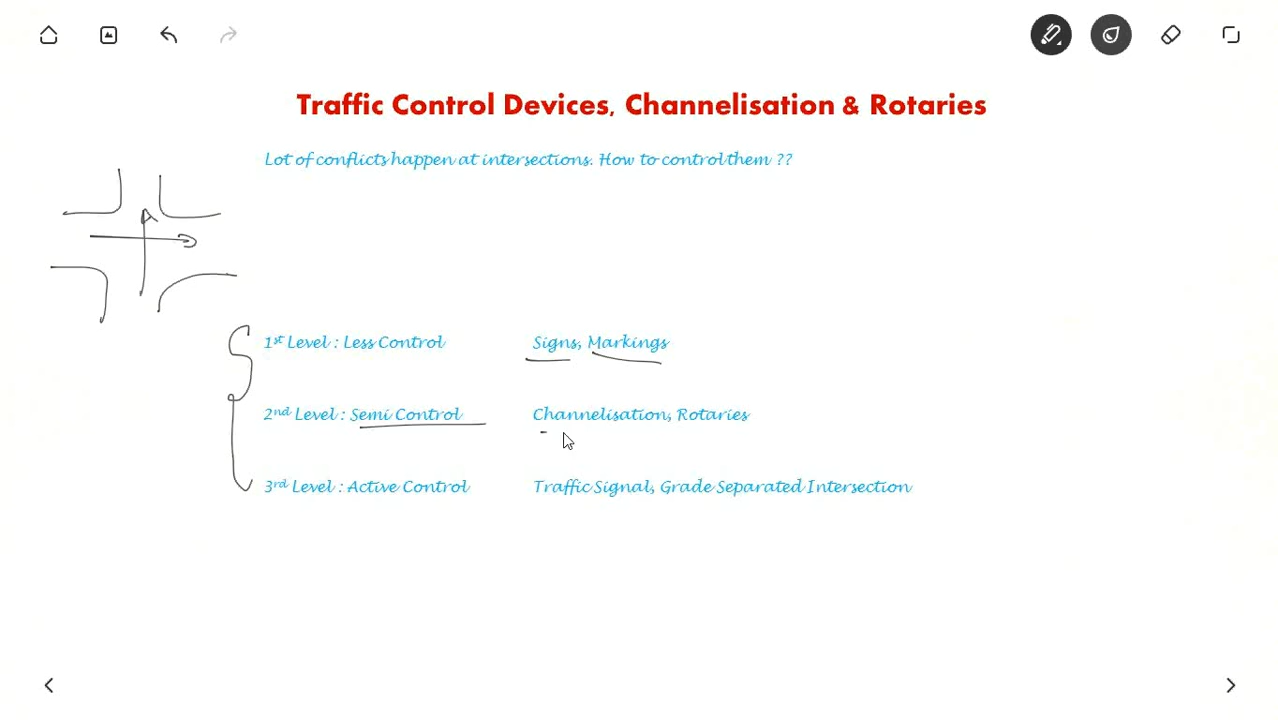 Traffic Control Devices, Channelisation & Rotaries
Lot of conflicts happen at intersections. How to control them ??
1st Level : Less Control Signs, Markings
2nd Level : Semi Control Channelisation, Rotaries
3rd Level : Active Control Traffic Signal, Grade Separated Intersection